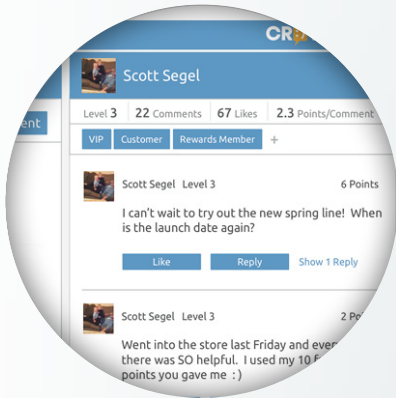 CR
Scott Segel
Level 3 22 Comments 67 Likes 2.3 Points/Comment
ent
VIP Customer Rewards Member +
Scott Segel Level 3 6 Points
I can't wait to try out the new spring line! When
is the launch date again?
Like Reply Show 1 Reply
Scott Segel Level 3 2
Went into the store last Friday and
there was SO helpful. I used my 10
points you gave me : )